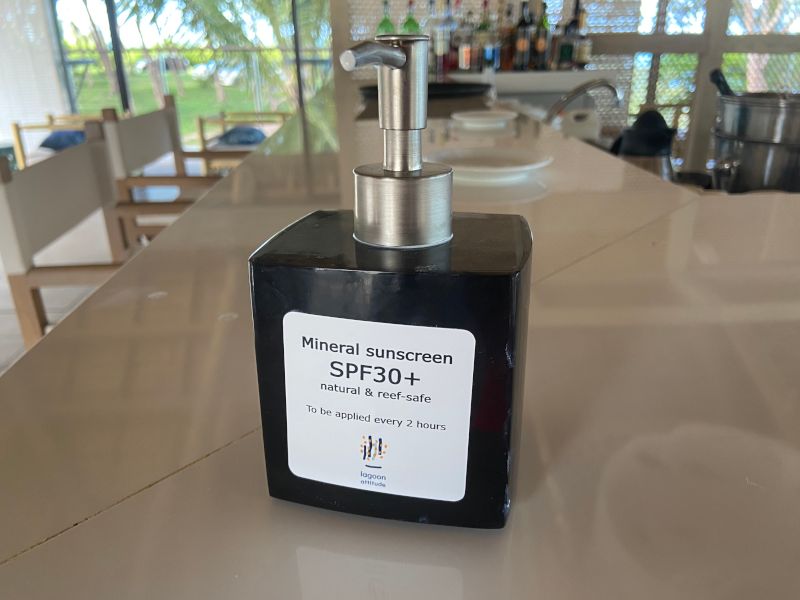 Mineral sunscreen
SPF30+
natural & reef-safe
To be applied every 2 hours
lagoon
attitude